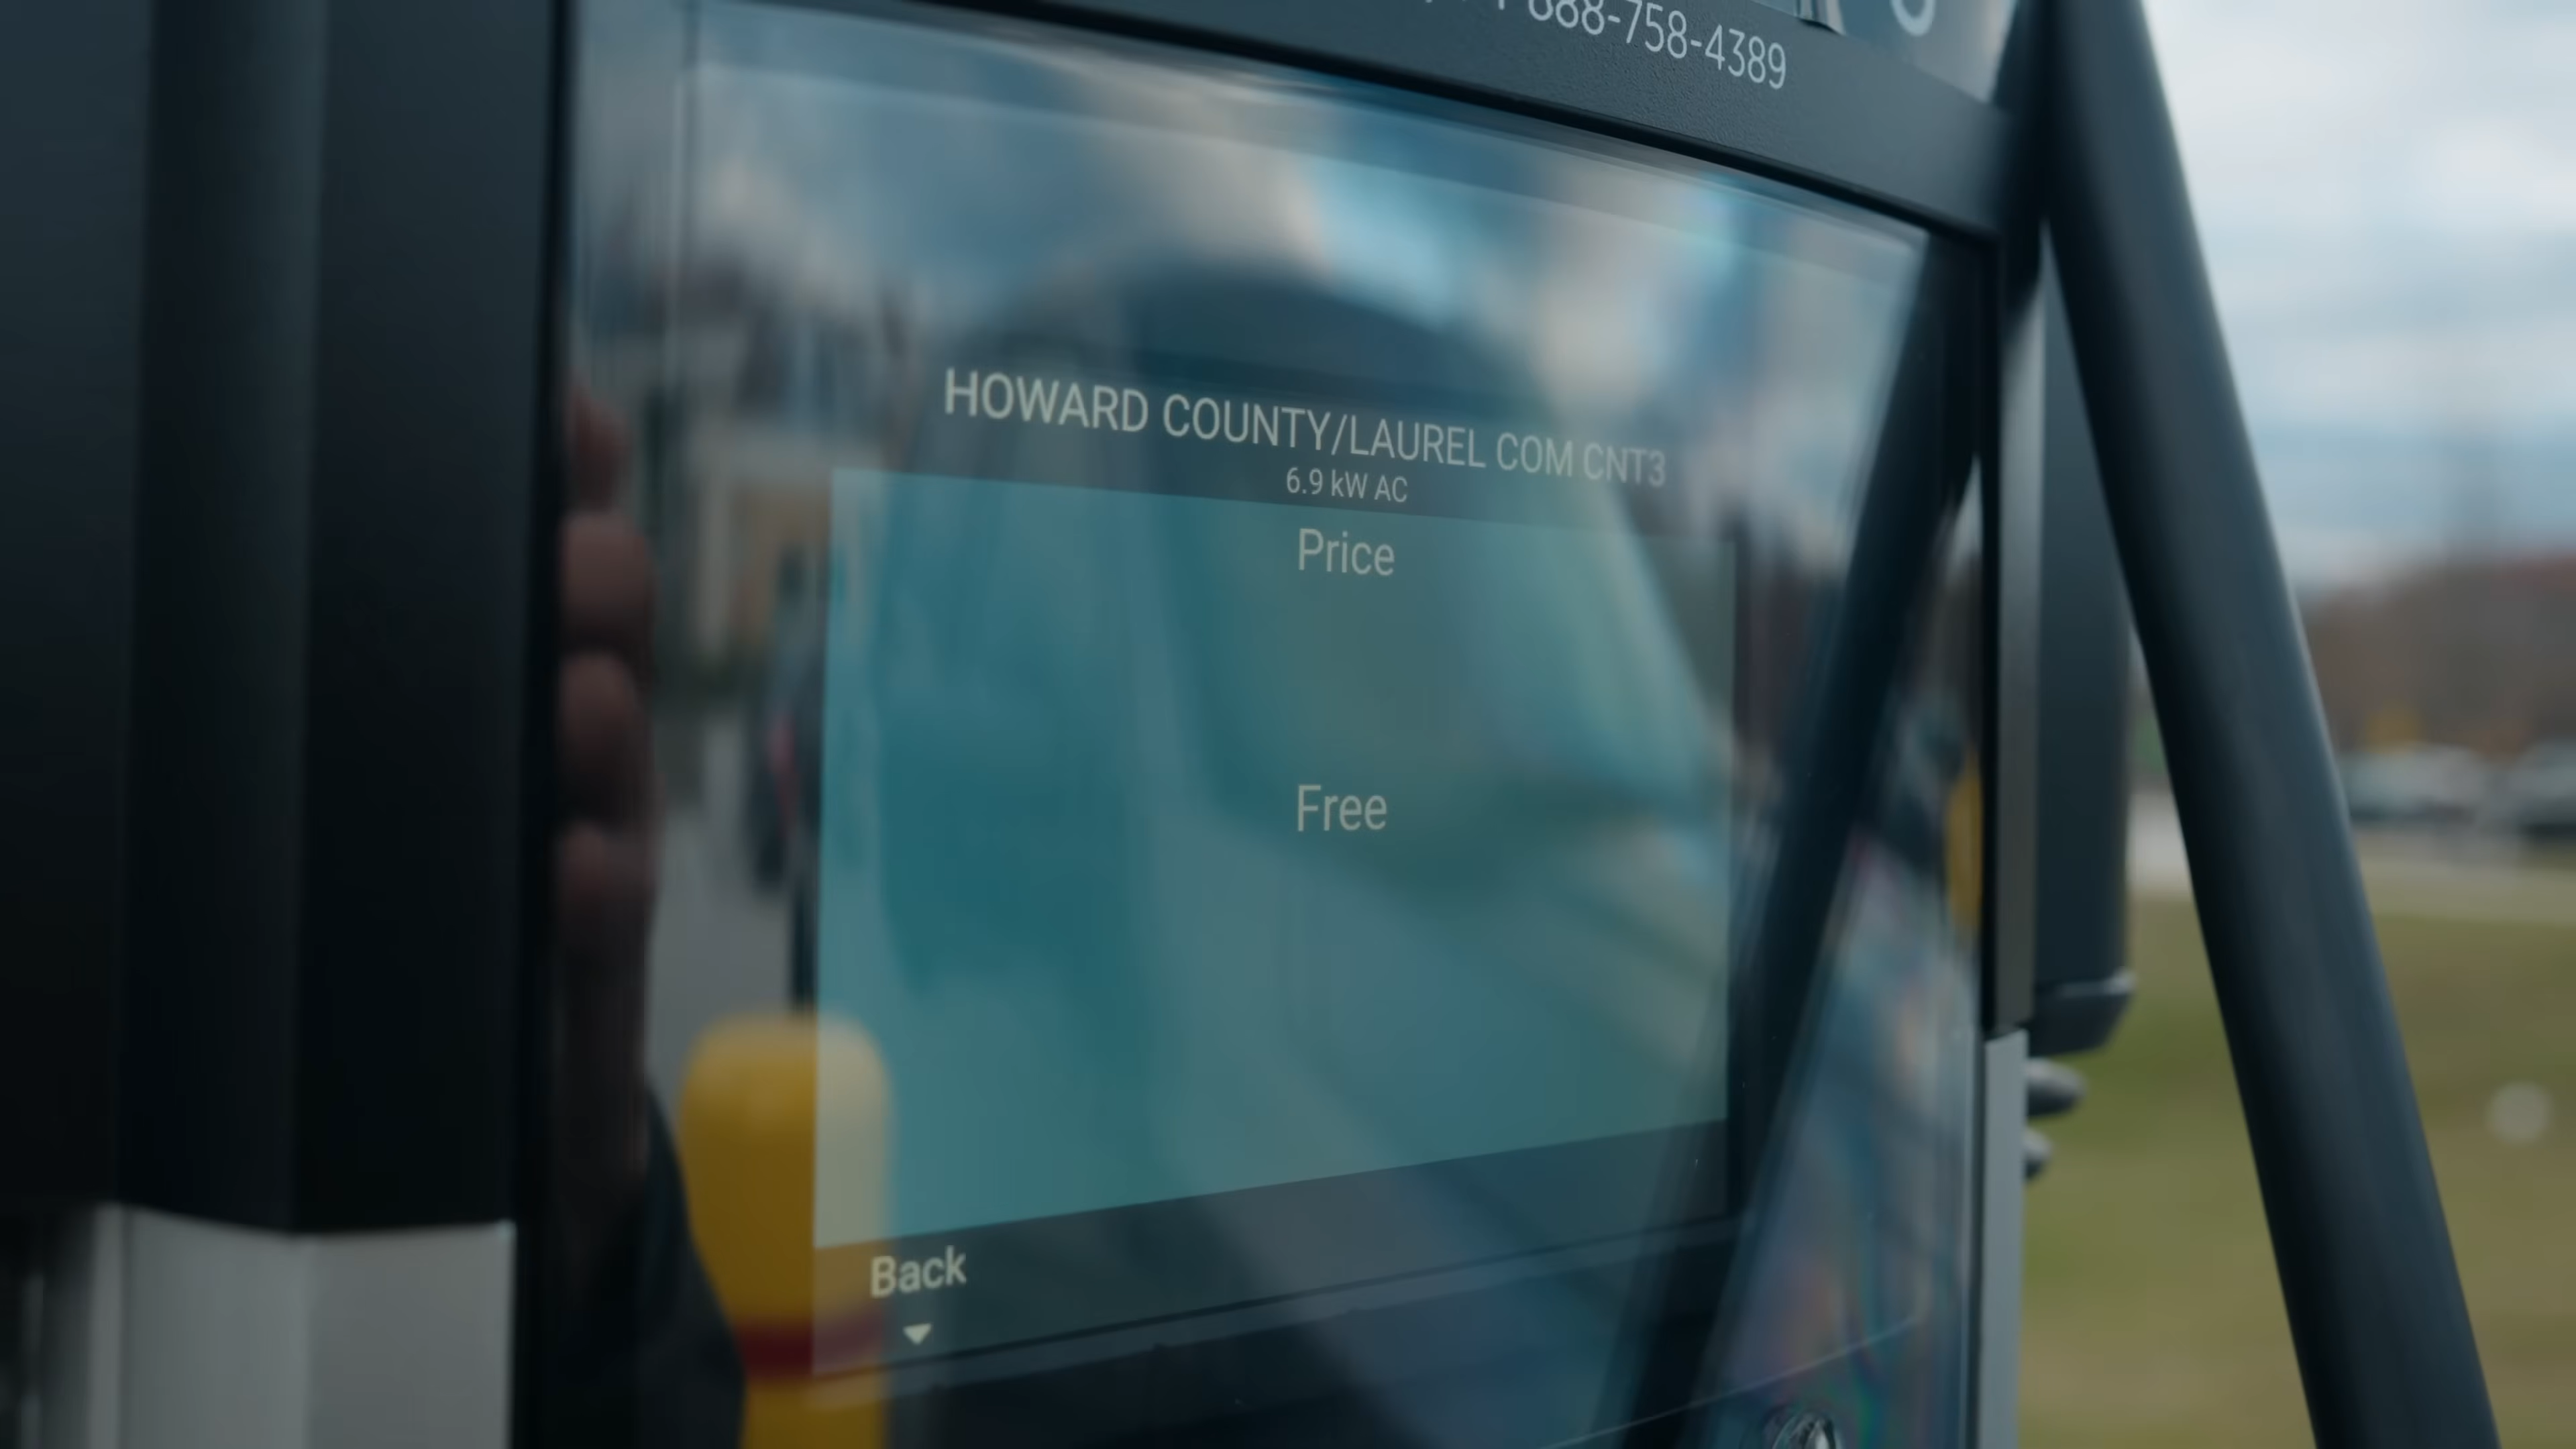 888-758-4389
HOWARD COUNTY/LAUREL COM CNT3
6.9 kW AC
Price
Free
Back